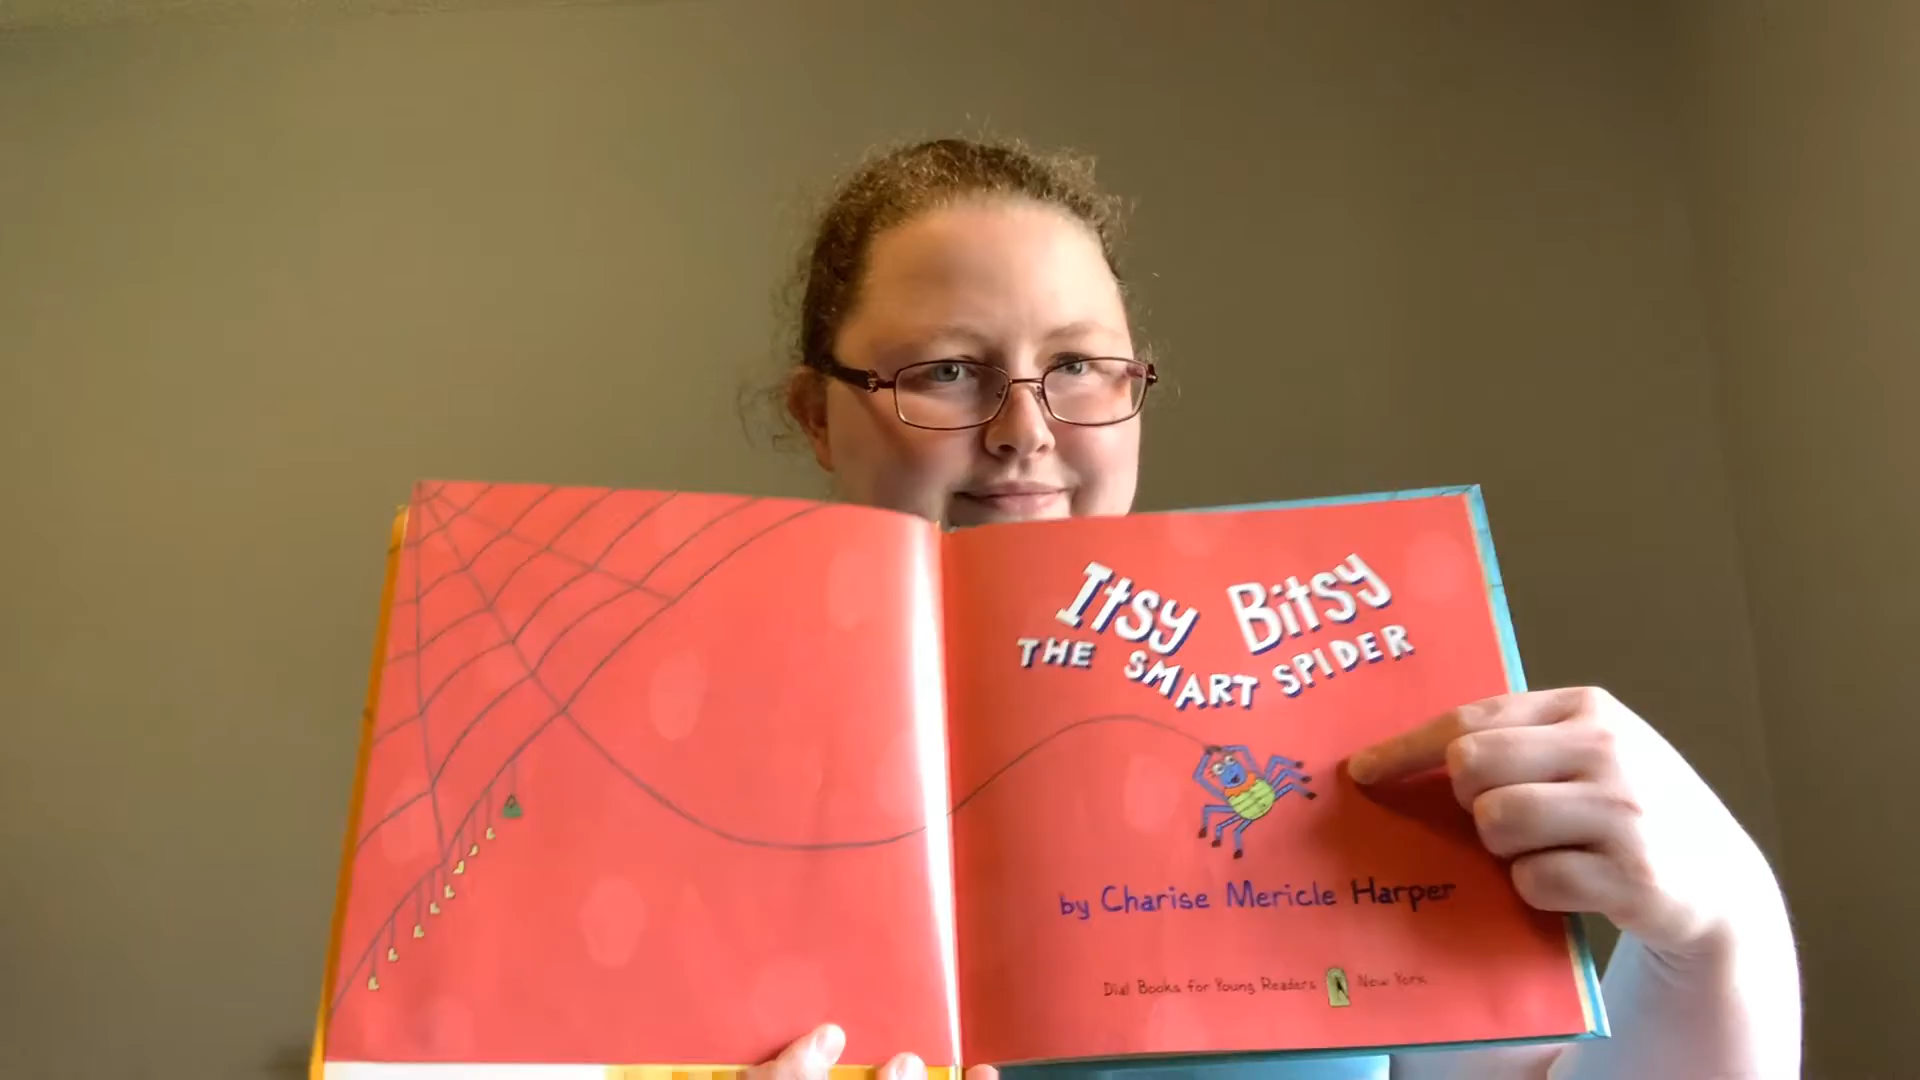 Itsy Bitsy
THE SMART SPIDER
by Charise Mericle Harper
Dial Books for Young Readers New York